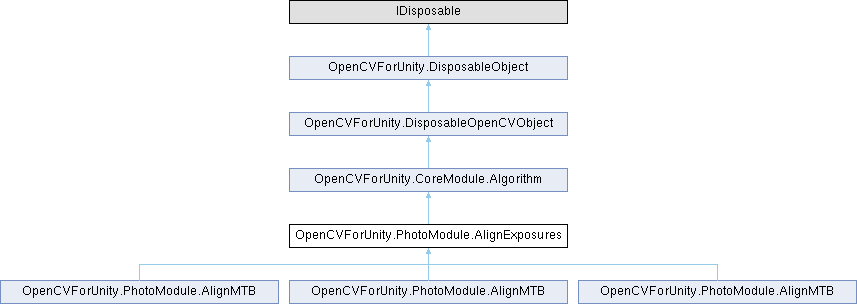 IDisposable
OpenCVForUnity.DisposableObject
OpenCVForUnity.DisposableOpenCVObject
OpenCVForUnity.CoreModule.Algorithm
OpenCVForUnity.PhotoModule.AlignExposures
OpenCVForUnity.PhotoModule.AlignMTB
OpenCVForUnity.PhotoModule.AlignMTB
OpenCVForUnity.PhotoModule.AlignMTB